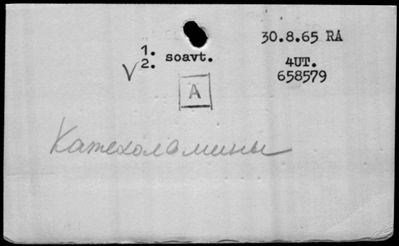 30.8.65 RA
1.
√ 2. soavt.
4UT.
658579
A
Катехоламины